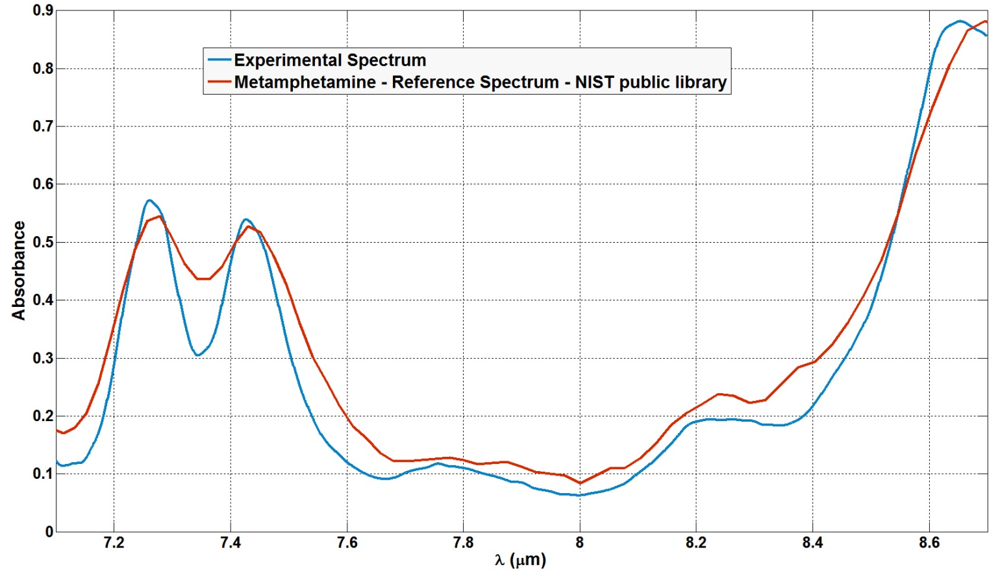 0.9
0.8
0.7
0.6
0.5
0.4
0.3
0.2
0.1
0
Absorbance
Experimental Spectrum
Metamphetamine - Reference Spectrum - NIST public library
7.2 7.4 7.6 7.8 8 8.2 8.4 8.6
λ (μm)